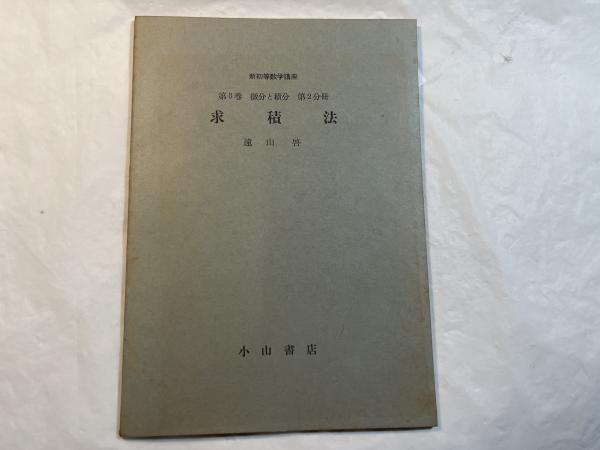 新初等数学講座
第5巻 微分と積分 第2分冊
求積法
遠山啓
小山書店